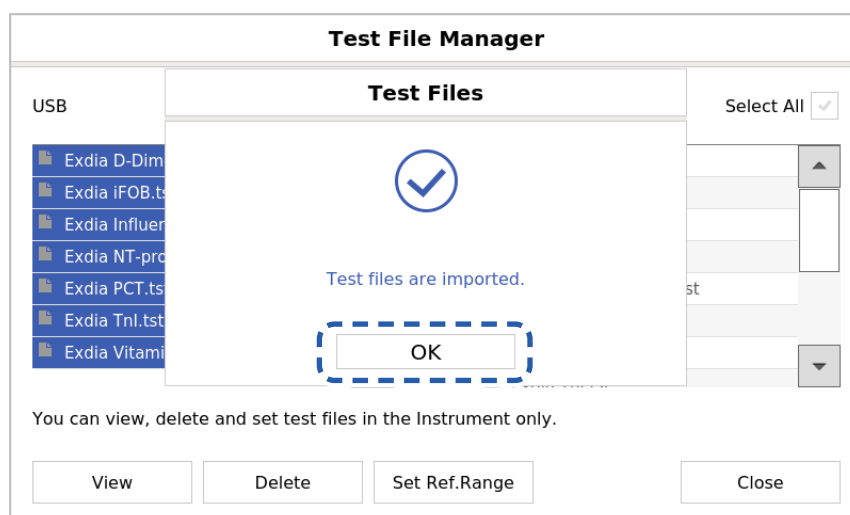 Test File Manager
Test Files
USB
Select All
Exdia D-Dim
Exdia iFOB.ts
Exdia Influer
Exdia NT-pro
Exdia PCT.ts
st
Exdia TnI.tst
Exdia Vitami
Test files are imported.
OK
You can view, delete and set test files in the Instrument only.
View
Delete
Set Ref.Range
Close